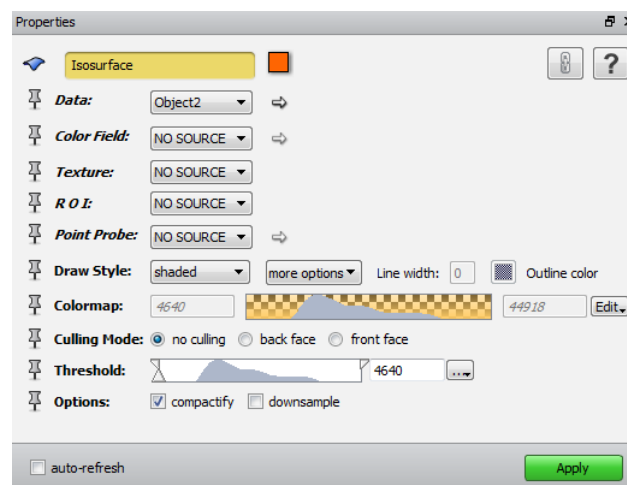 Properties
Isosurface ?
Data: Object2
Color Field: NO SOURCE
Texture: NO SOURCE
R O I: NO SOURCE
Point Probe: NO SOURCE
Draw Style: shaded more options Line width: 0 Outline color
Colormap: 4640 44918 Edit
Culling Mode: no culling back face front face
Threshold: 4640 ...
Options: compactify downsample
auto-refresh Apply